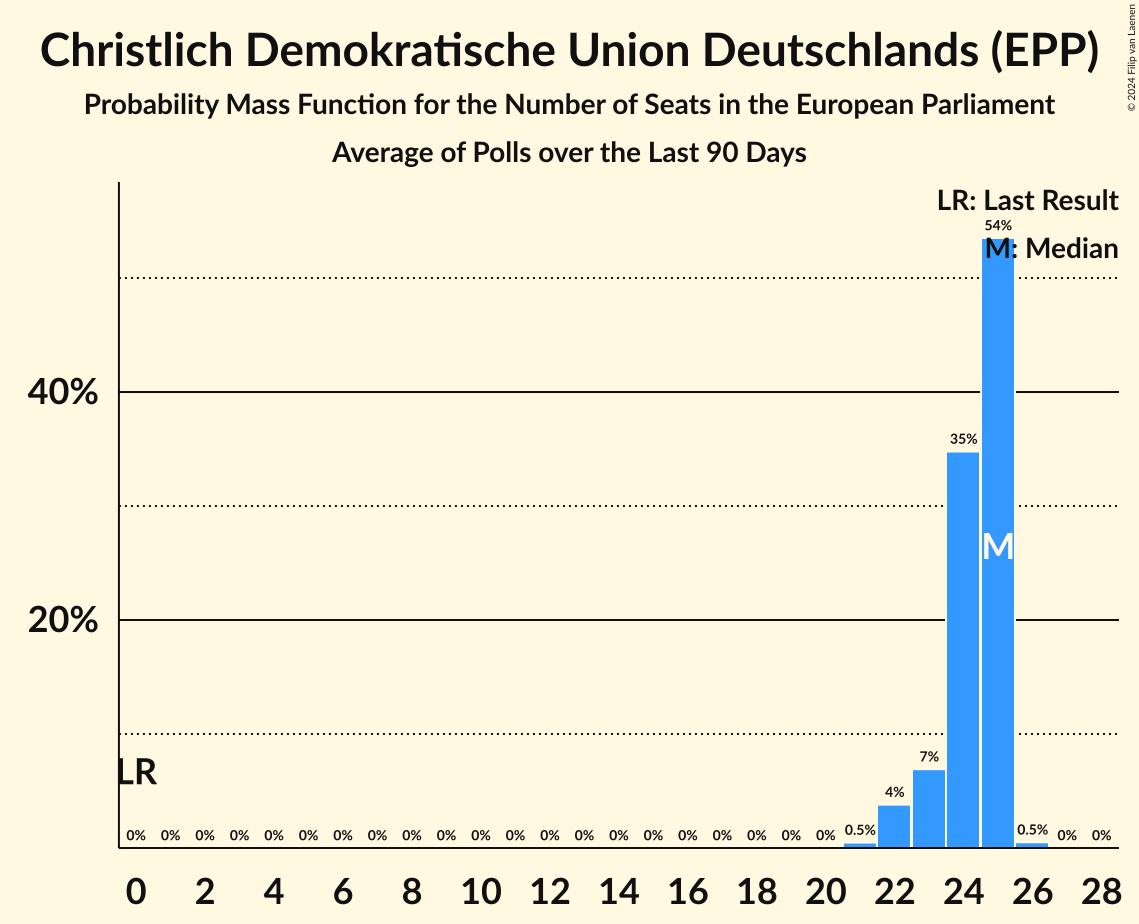 Christlich Demokratische Union Deutschlands (EPP)
Probability Mass Function for the Number of Seats in the European Parliament
Average of Polls over the Last 90 Days
© 2024 Filip van Laenen
LR: Last Result
54%
M: Median
40%
35%
M
20%
LR
7%
4%
0% 0% 0% 0% 0% 0% 0% 0% 0% 0% 0% 0% 0% 0% 0% 0% 0% 0% 0% 0% 0% 0.5% 0.5% 0% 0%
0 2 4 6 8 10 12 14 16 18 20 22 24 26 28